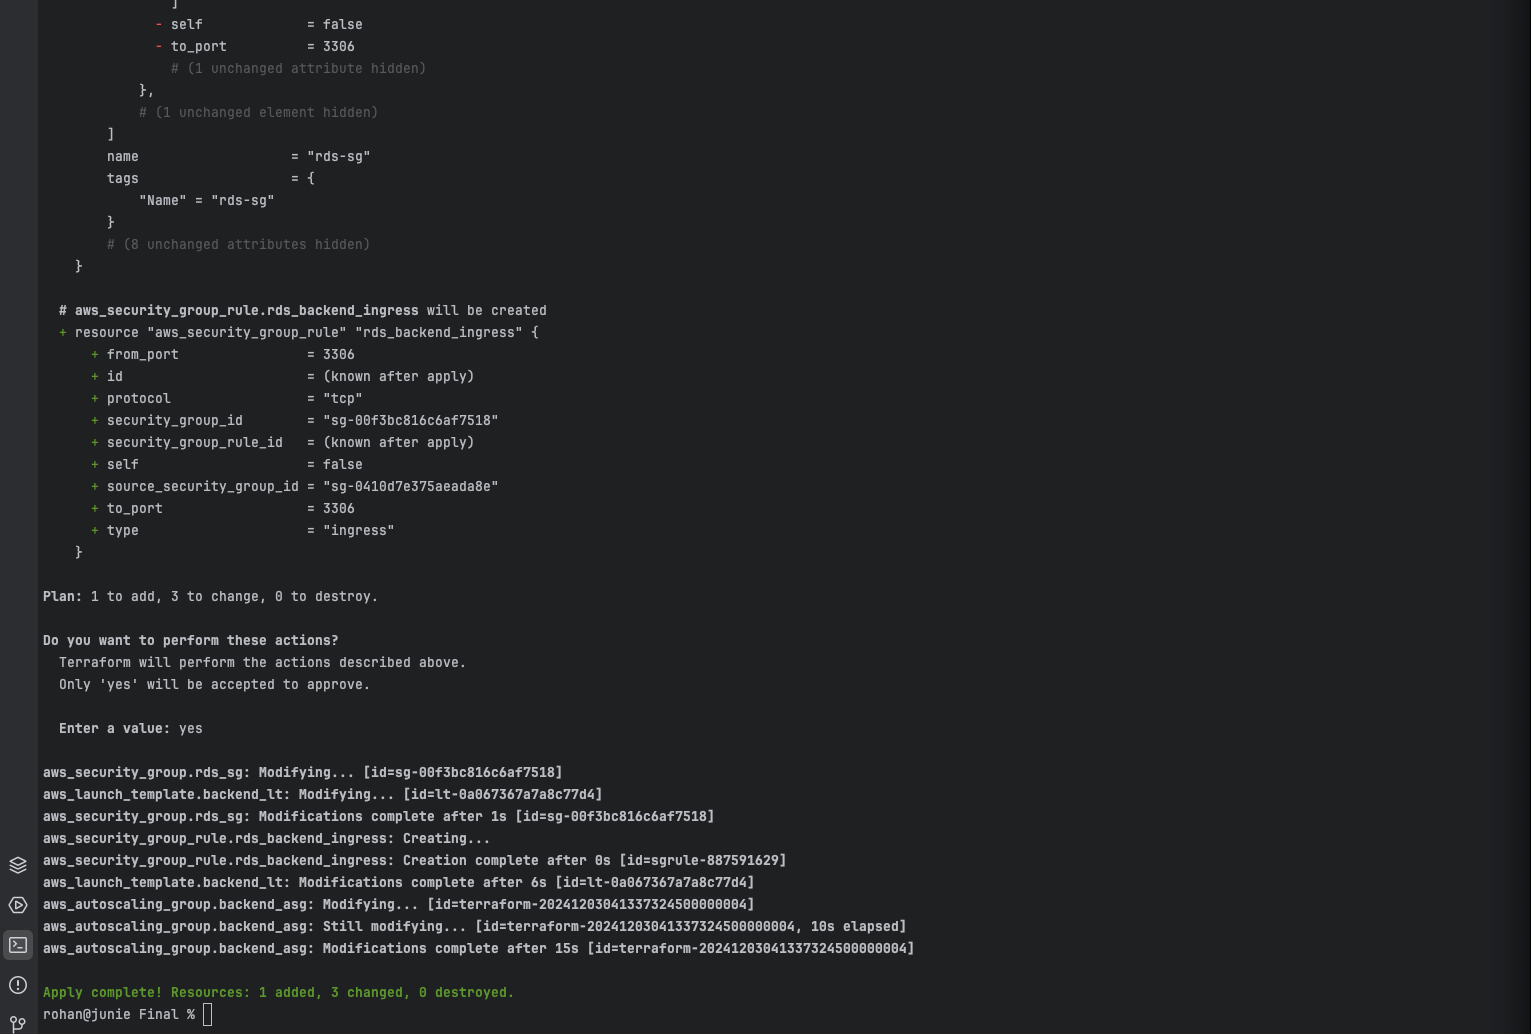 ]
- self             = false
- to_port          = 3306
# (1 unchanged attribute hidden)
},
# (1 unchanged element hidden)
]
name                   = "rds-sg"
tags                   = {
"Name" = "rds-sg"
}
# (8 unchanged attributes hidden)
}
# aws_security_group_rule.rds_backend_ingress will be created
+ resource "aws_security_group_rule" "rds_backend_ingress" {
+ from_port                = 3306
+ id                       = (known after apply)
+ protocol                 = "tcp"
+ security_group_id        = "sg-00f3bc816c6af7518"
+ security_group_rule_id   = (known after apply)
+ self                     = false
+ source_security_group_id = "sg-0410d7e375aeada8e"
+ to_port                  = 3306
+ type                     = "ingress"
}
Plan: 1 to add, 3 to change, 0 to destroy.
Do you want to perform these actions?
Terraform will perform the actions described above.
Only 'yes' will be accepted to approve.
Enter a value: yes
aws_security_group.rds_sg: Modifying... [id=sg-00f3bc816c6af7518]
aws_launch_template.backend_lt: Modifying... [id=lt-0a067367a7a8c77d4]
aws_security_group.rds_sg: Modifications complete after 1s [id=sg-00f3bc816c6af7518]
aws_security_group_rule.rds_backend_ingress: Creating...
aws_security_group_rule.rds_backend_ingress: Creation complete after 0s [id=sgrule-887591629]
aws_launch_template.backend_lt: Modifications complete after 6s [id=lt-0a067367a7a8c77d4]
aws_autoscaling_group.backend_asg: Modifying... [id=terraform-20241203041337324500000004]
aws_autoscaling_group.backend_asg: Still modifying... [id=terraform-20241203041337324500000004, 10s elapsed]
aws_autoscaling_group.backend_asg: Modifications complete after 15s [id=terraform-20241203041337324500000004]
Apply complete! Resources: 1 added, 3 changed, 0 destroyed.
rohan@junie Final %